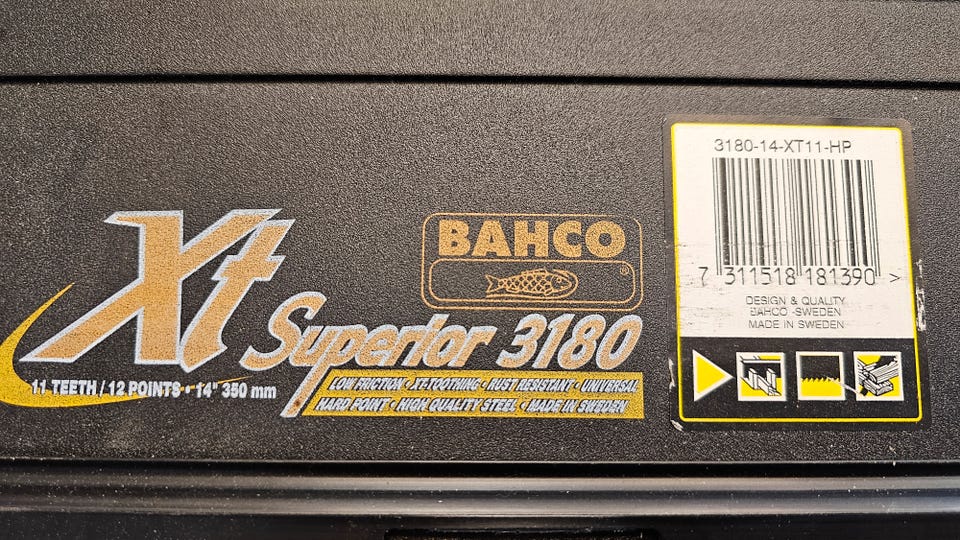 Xt
Superior 3180
BAHCO
®
11 TEETH / 12 POINTS • 14" 350 mm
LOW FRICTION • XT-TOOTHING • RUST RESISTANT • UNIVERSAL
HARD POINT • HIGH QUALITY STEEL • MADE IN SWEDEN
3180-14-XT11-HP
7 311518 181390 >
DESIGN & QUALITY
BAHCO -SWEDEN
MADE IN SWEDEN